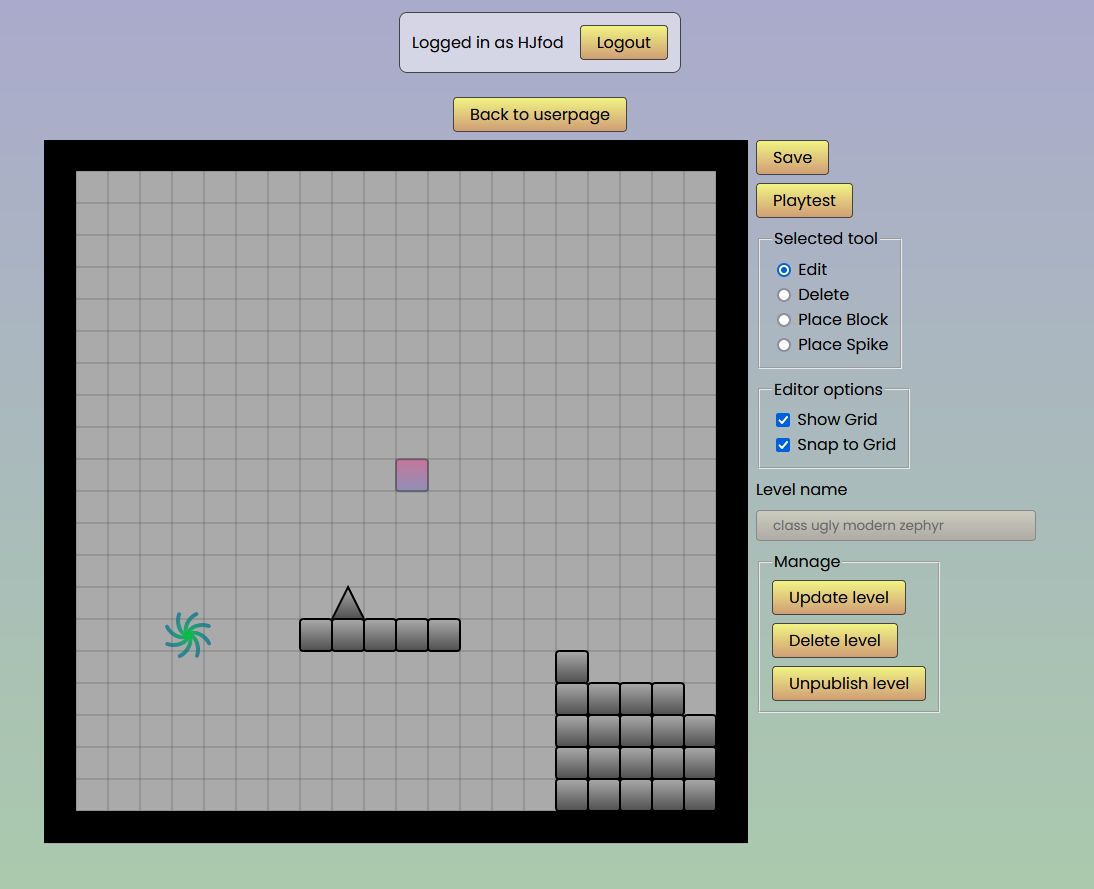 Logged in as HJfod
Logout
Back to userpage
Save
Playtest
Selected tool
Edit
Delete
Place Block
Place Spike
Editor options
Show Grid
Snap to Grid
Level name
class ugly modern zephyr
Manage
Update level
Delete level
Unpublish level